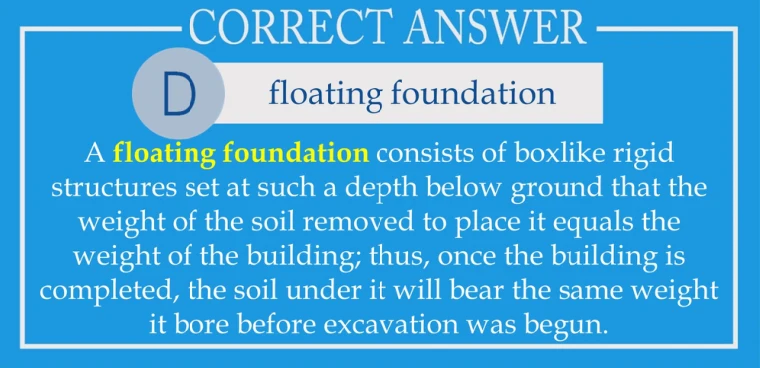 CORRECT ANSWER
D
floating foundation
A floating foundation consists of boxlike rigid
structures set at such a depth below ground that the
weight of the soil removed to place it equals the
weight of the building; thus, once the building is
completed, the soil under it will bear the same weight
it bore before excavation was begun.